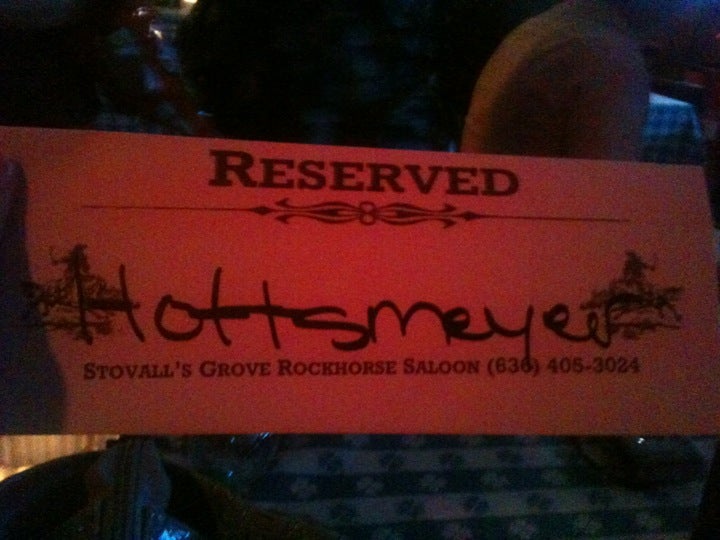 RESERVED
Hottsmeyer
STOVALL'S GROVE ROCKHORSE SALOON (636) 405-3024